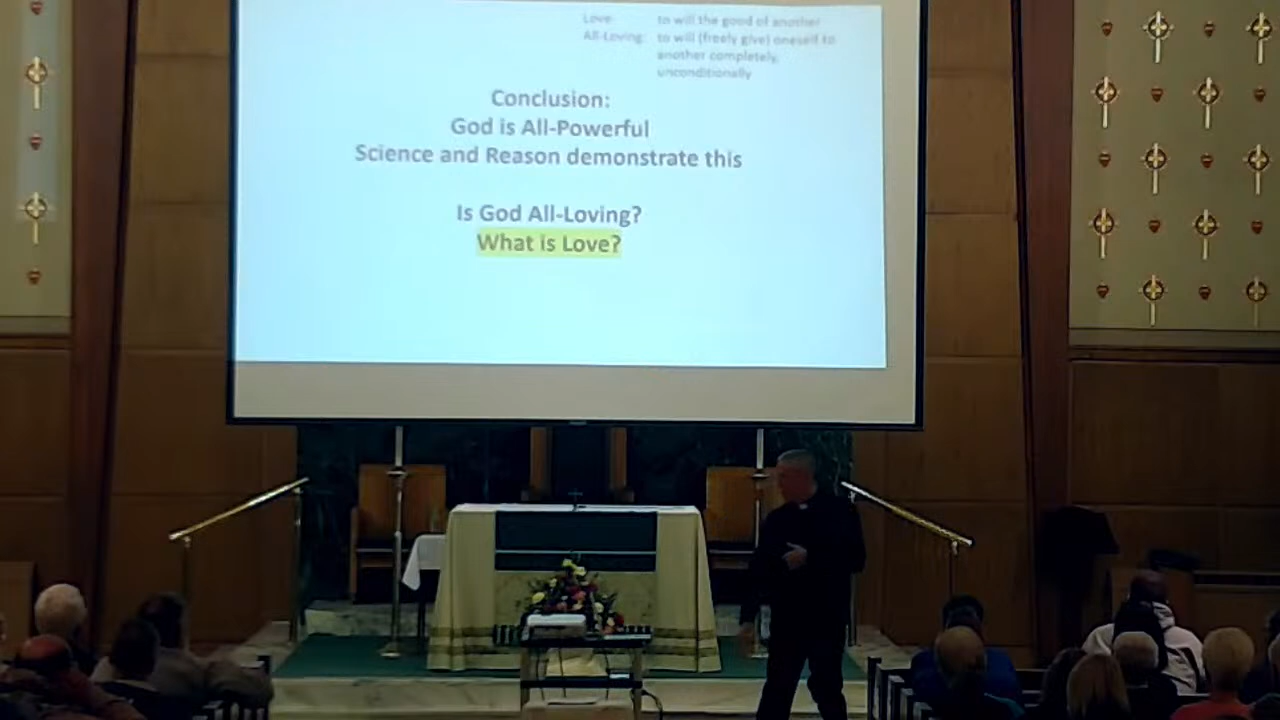 Love: to will the good of another
All-Loving: to will (freely give) oneself to
another completely,
unconditionally
Conclusion:
God is All-Powerful
Science and Reason demonstrate this
Is God All-Loving?
What is Love?